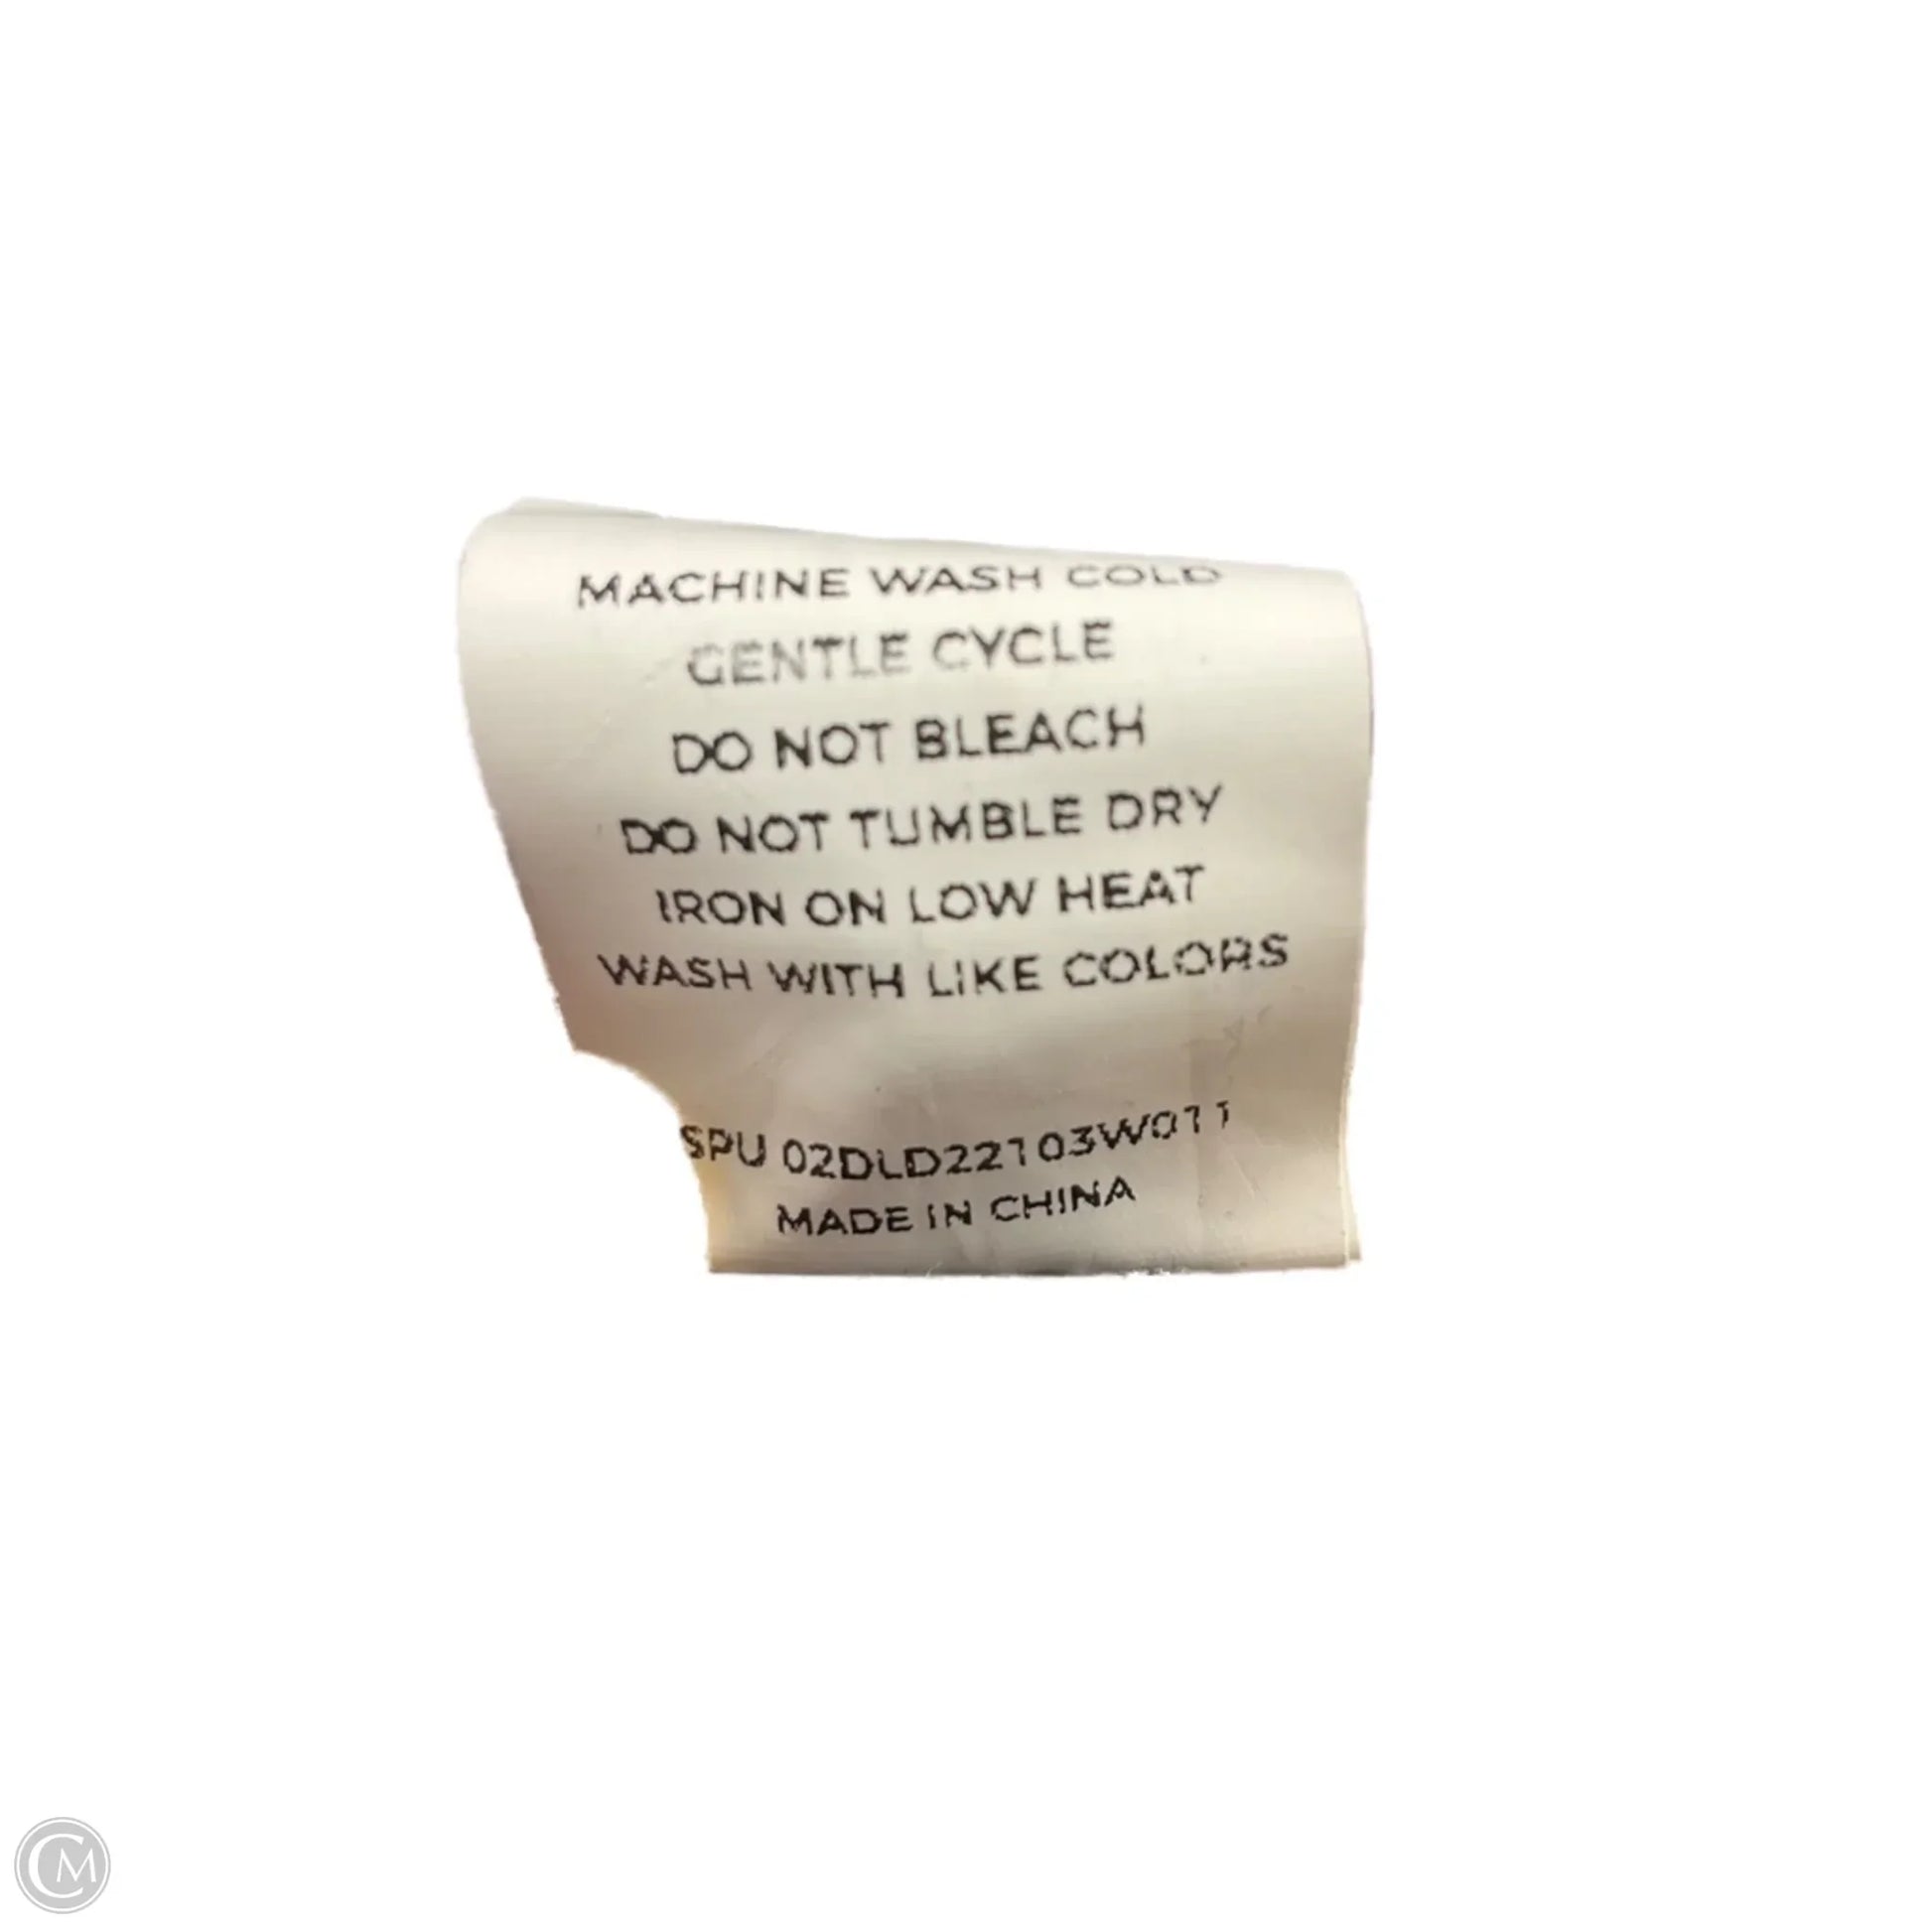 MACHINE WASH COLD
GENTLE CYCLE
DO NOT BLEACH
DO NOT TUMBLE DRY
IRON ON LOW HEAT
WASH WITH LIKE COLORS
SPU 02DLD22103W011
MADE IN CHINA
CM